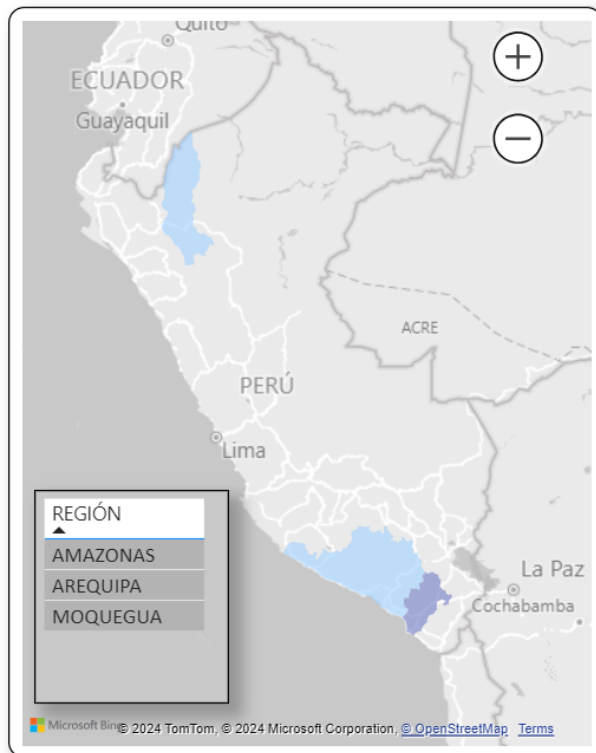 Quito
ECUADOR
Guayaquil
ACRE
PERÚ
Lima
REGIÓN
AMAZONAS
AREQUIPA
MOQUEGUA
La Paz
Cochabamba
Microsoft Bing
© 2024 TomTom, © 2024 Microsoft Corporation, © OpenStreetMap Terms